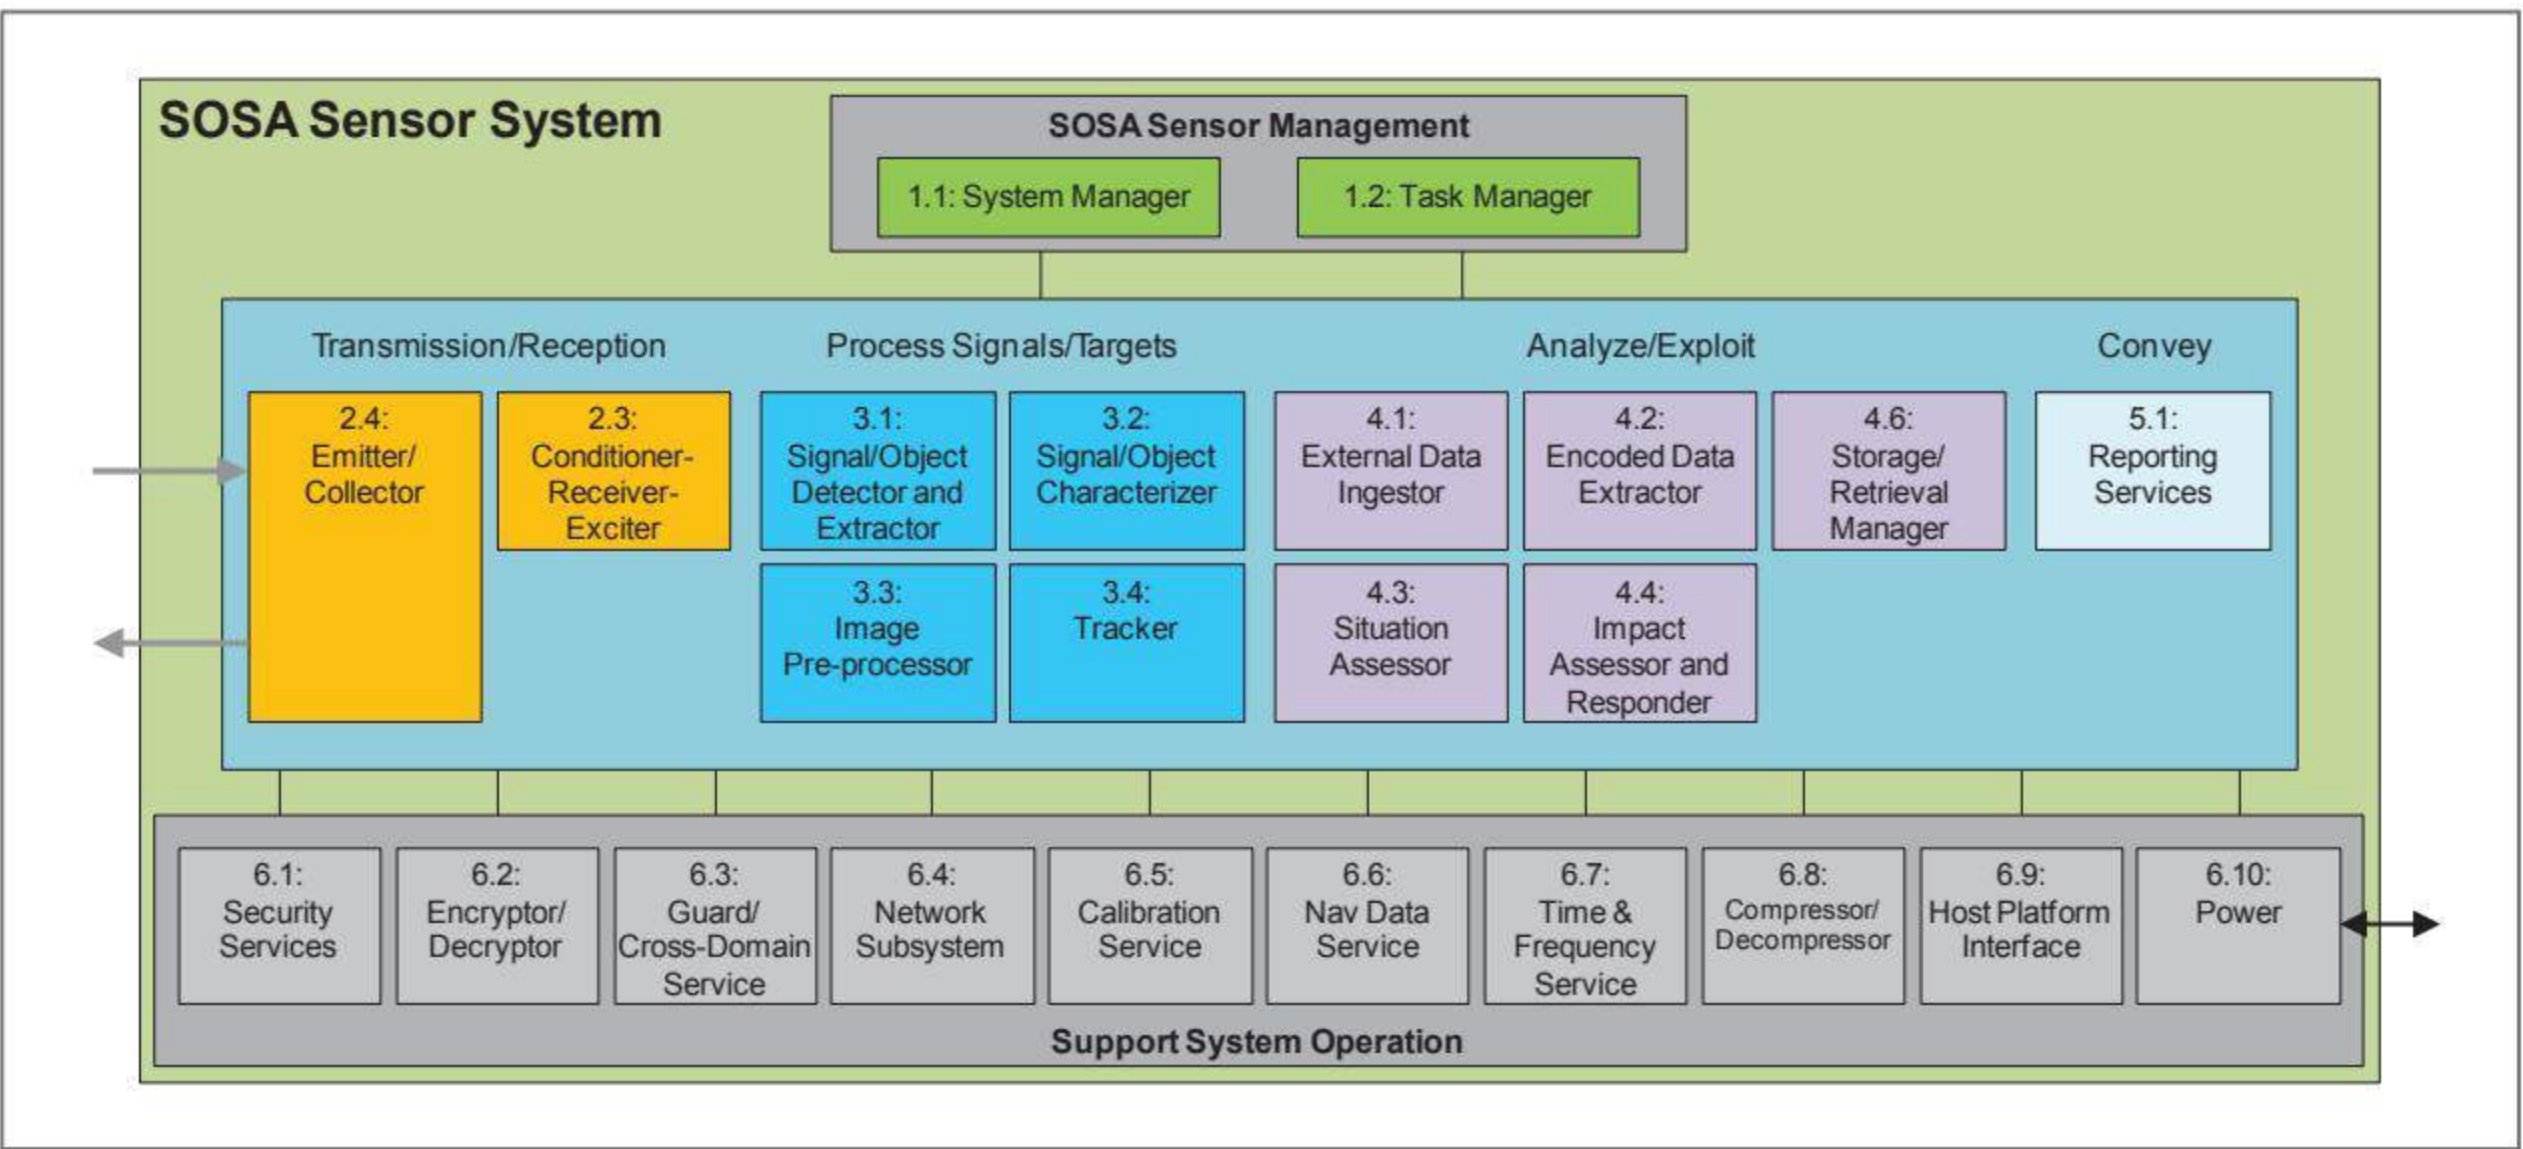 SOSA Sensor System
SOSA Sensor Management
1.1: System Manager
1.2: Task Manager
Transmission/Reception
Process Signals/Targets
Analyze/Exploit
Convey
2.4:
Emitter/
Collector
2.3:
Conditioner-
Receiver-
Exciter
3.1:
Signal/Object
Detector and
Extractor
3.2:
Signal/Object
Characterizer
4.1:
External Data
Ingestor
4.2:
Encoded Data
Extractor
4.6:
Storage/
Retrieval
Manager
5.1:
Reporting
Services
3.3:
Image
Pre-processor
3.4:
Tracker
4.3:
Situation
Assessor
4.4:
Impact
Assessor and
Responder
6.1:
Security
Services
6.2:
Encryptor/
Decryptor
6.3:
Guard/
Cross-Domain
Service
6.4:
Network
Subsystem
6.5:
Calibration
Service
6.6:
Nav Data
Service
6.7:
Time &
Frequency
Service
6.8:
Compressor/
Decompressor
6.9:
Host Platform
Interface
6.10:
Power
Support System Operation